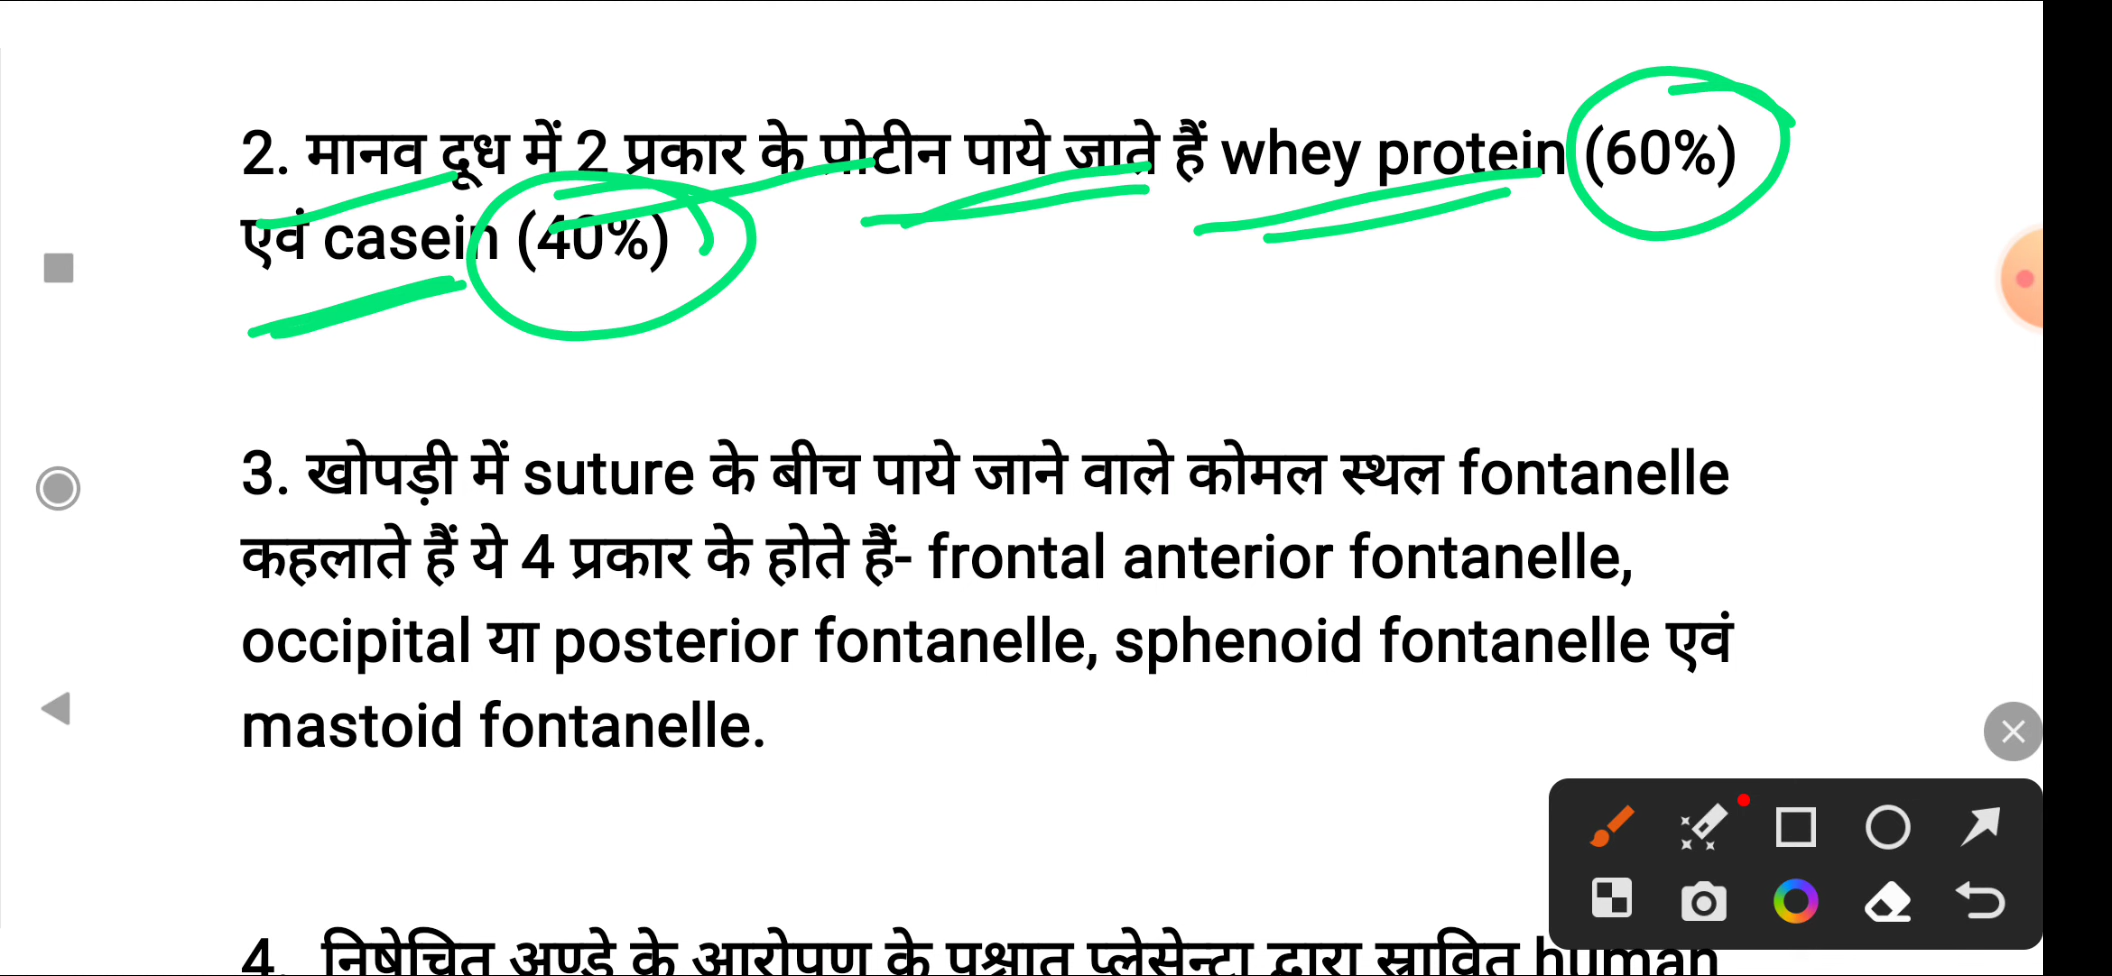 2. मानव दूध में 2 प्रकार के प्रोटीन पाये जाते हैं whey protein (60%)
एवं casein (40%)
3. खोपड़ी में suture के बीच पाये जाने वाले कोमल स्थल fontanelle
कहलाते हैं ये 4 प्रकार के होते हैं- frontal anterior fontanelle,
occipital या posterior fontanelle, sphenoid fontanelle एवं
mastoid fontanelle.
4. निषेचित अण्डे के आरोपण के पश्चात प्लेसेन्टा द्वारा स्रावित human